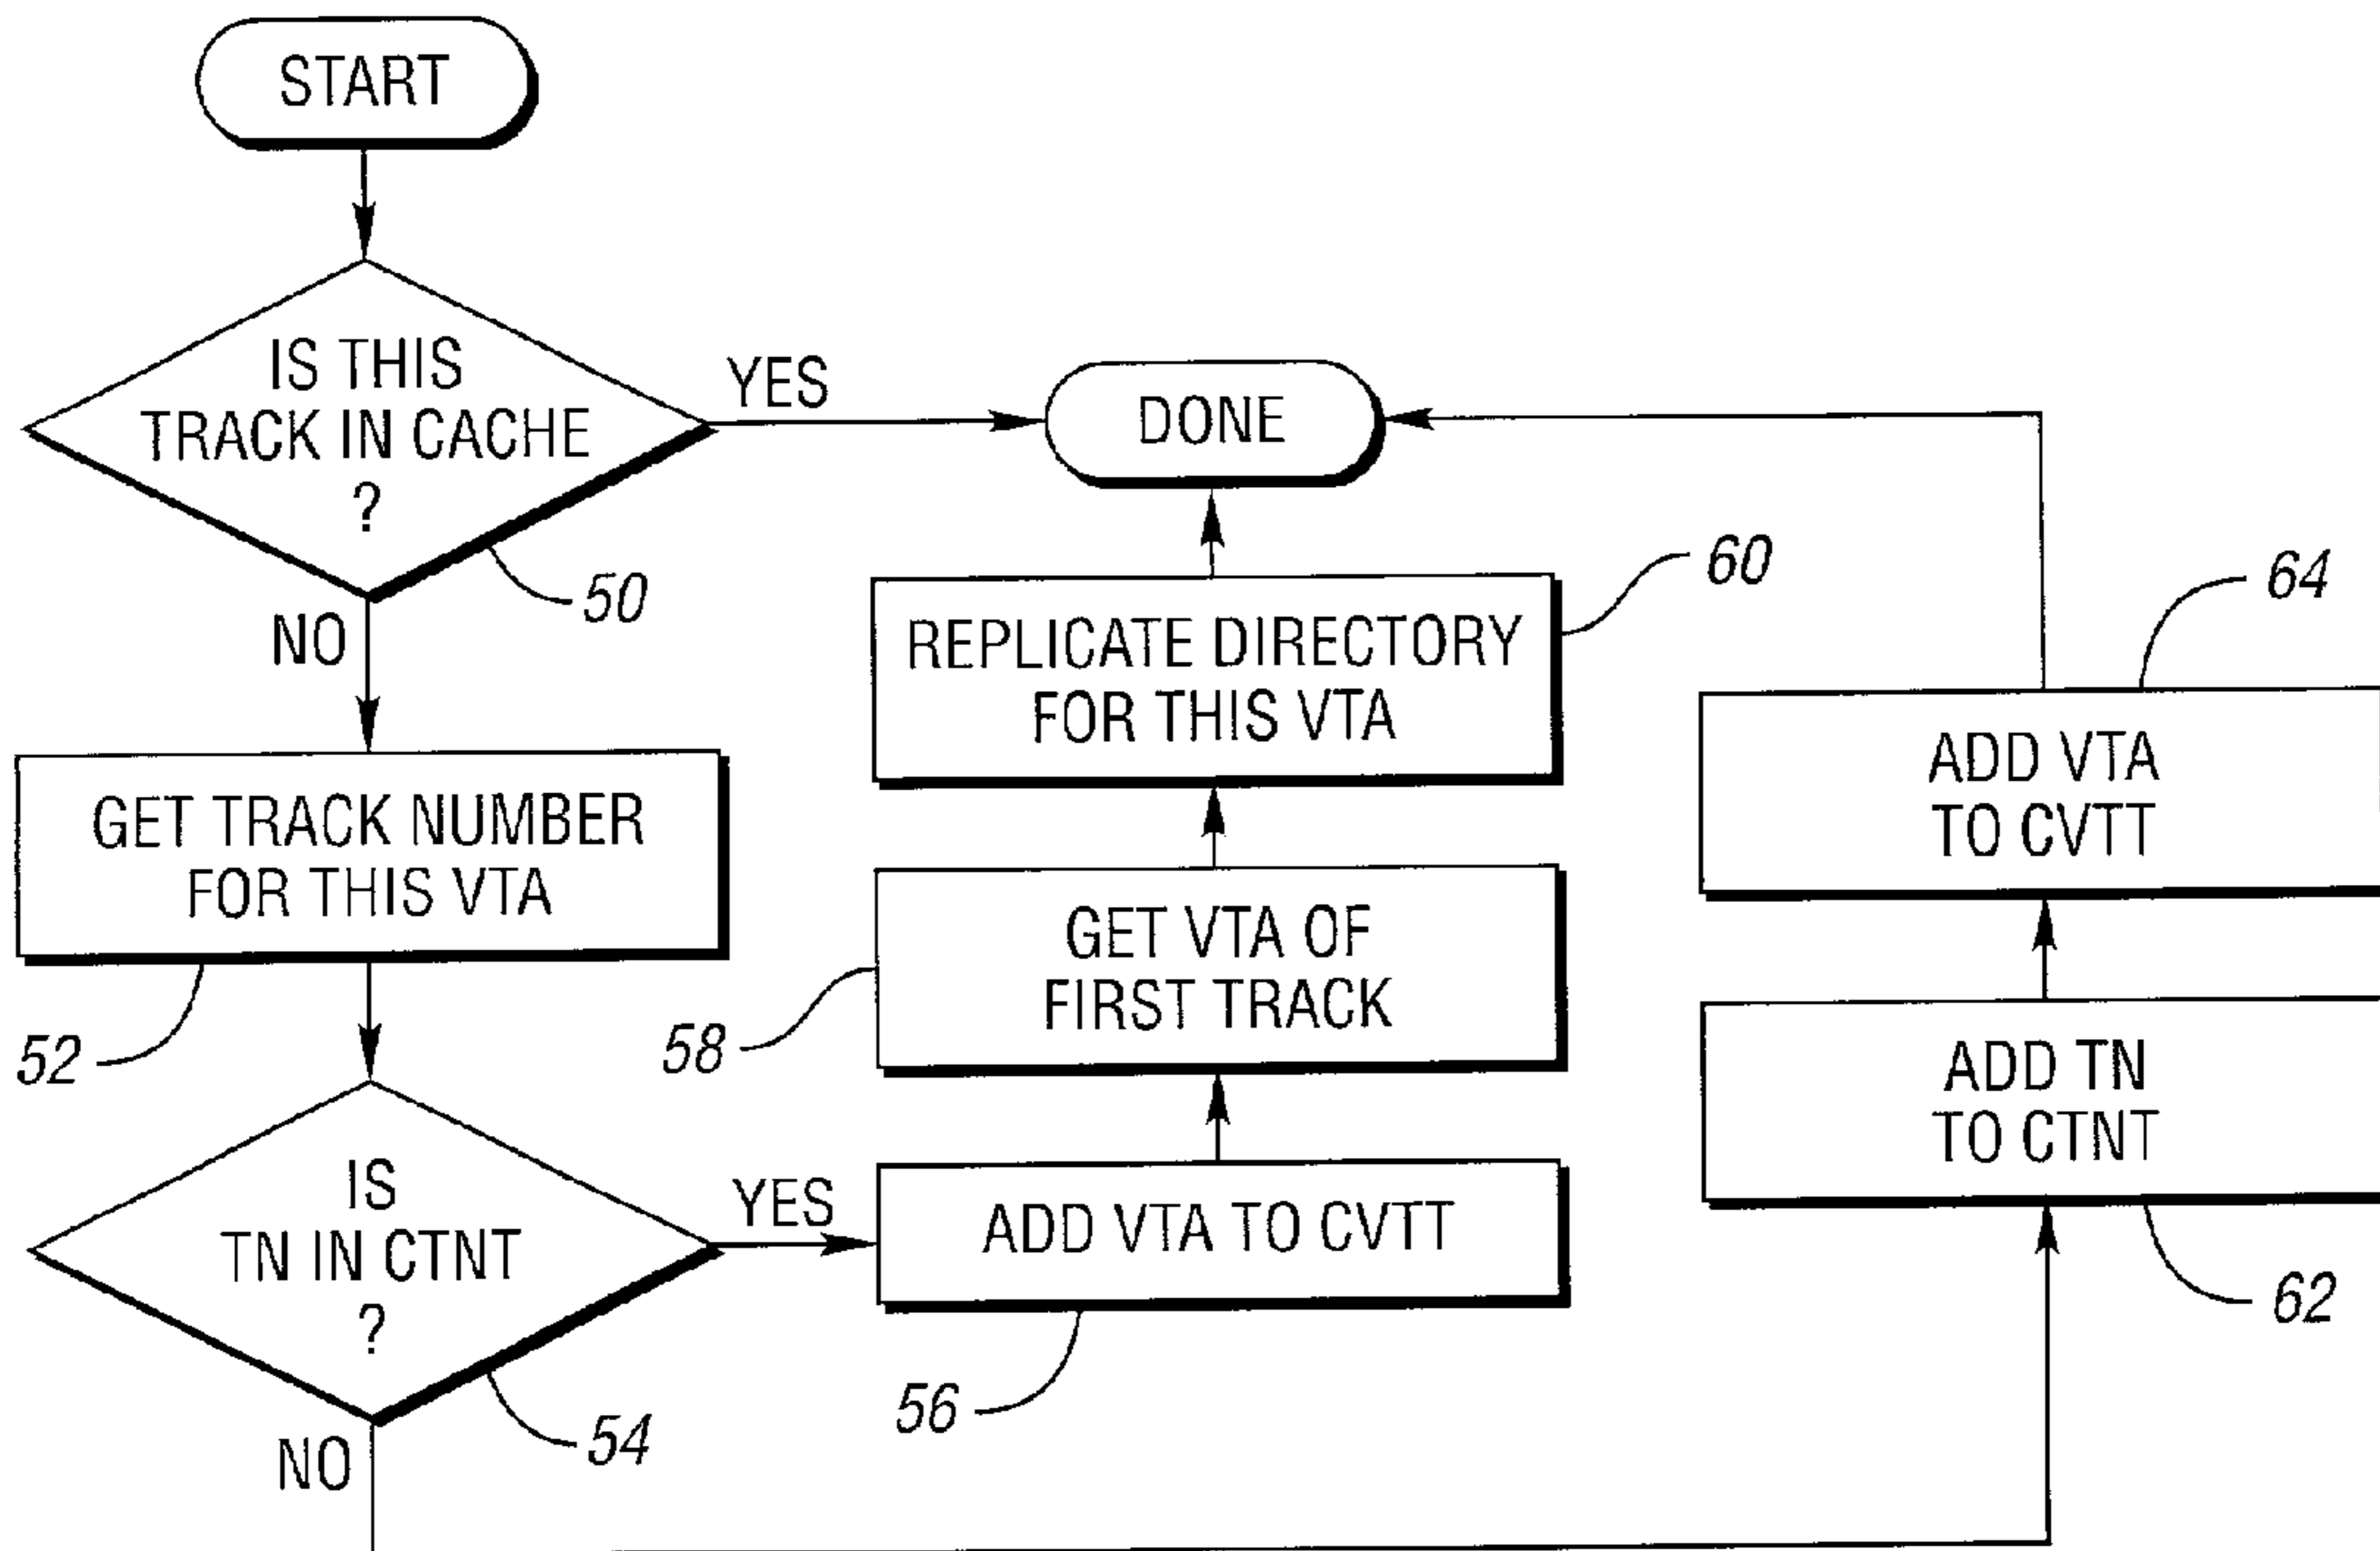 START
IS THIS
TRACK IN CACHE
?
YES
50
NO
GET TRACK NUMBER
FOR THIS VTA
52
IS
TN IN CTNT
?
YES
54
NO
ADD VTA TO CVTT
56
GET VTA OF
FIRST TRACK
58
REPLICATE DIRECTORY
FOR THIS VTA
60
DONE
ADD TN
TO CTNT
62
ADD VTA
TO CVTT
64